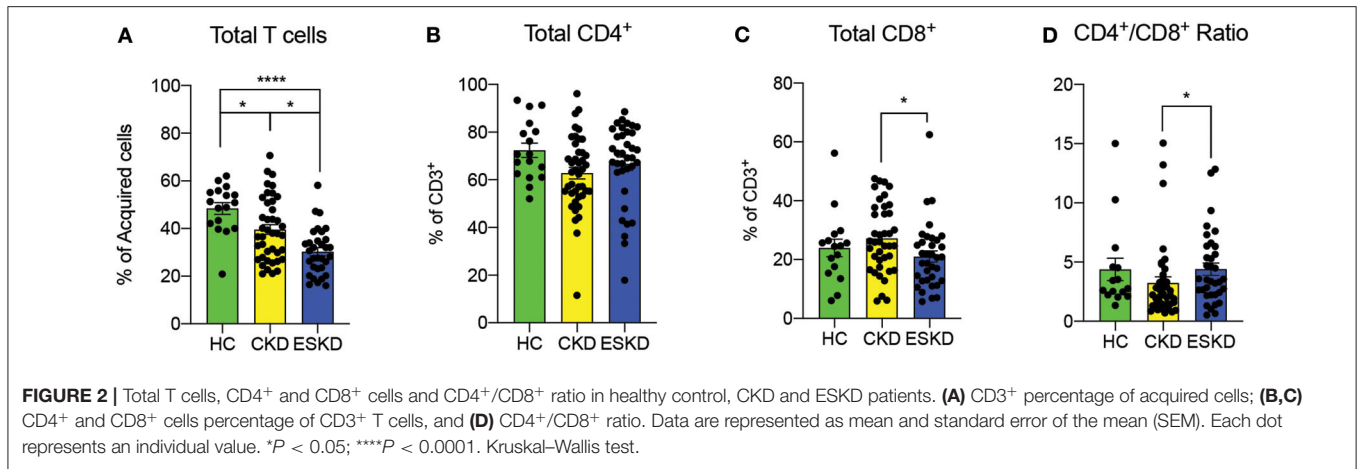 A Total T cells
% of Acquired cells
100
80
60
40
20
0
****
* *
HC CKD ESKD
B Total CD4⁺
% of CD3⁺
100
80
60
40
20
0
HC CKD ESKD
C Total CD8⁺
% of CD3⁺
80
60
40
20
0
*
HC CKD ESKD
D CD4⁺/CD8⁺ Ratio
20
15
10
5
0
*
HC CKD ESKD
FIGURE 2 | Total T cells, CD4⁺ and CD8⁺ cells and CD4⁺/CD8⁺ ratio in healthy control, CKD and ESKD patients. (A) CD3⁺ percentage of acquired cells; (B,C)
CD4⁺ and CD8⁺ cells percentage of CD3⁺ T cells, and (D) CD4⁺/CD8⁺ ratio. Data are represented as mean and standard error of the mean (SEM). Each dot
represents an individual value. *P < 0.05; ****P < 0.0001. Kruskal–Wallis test.